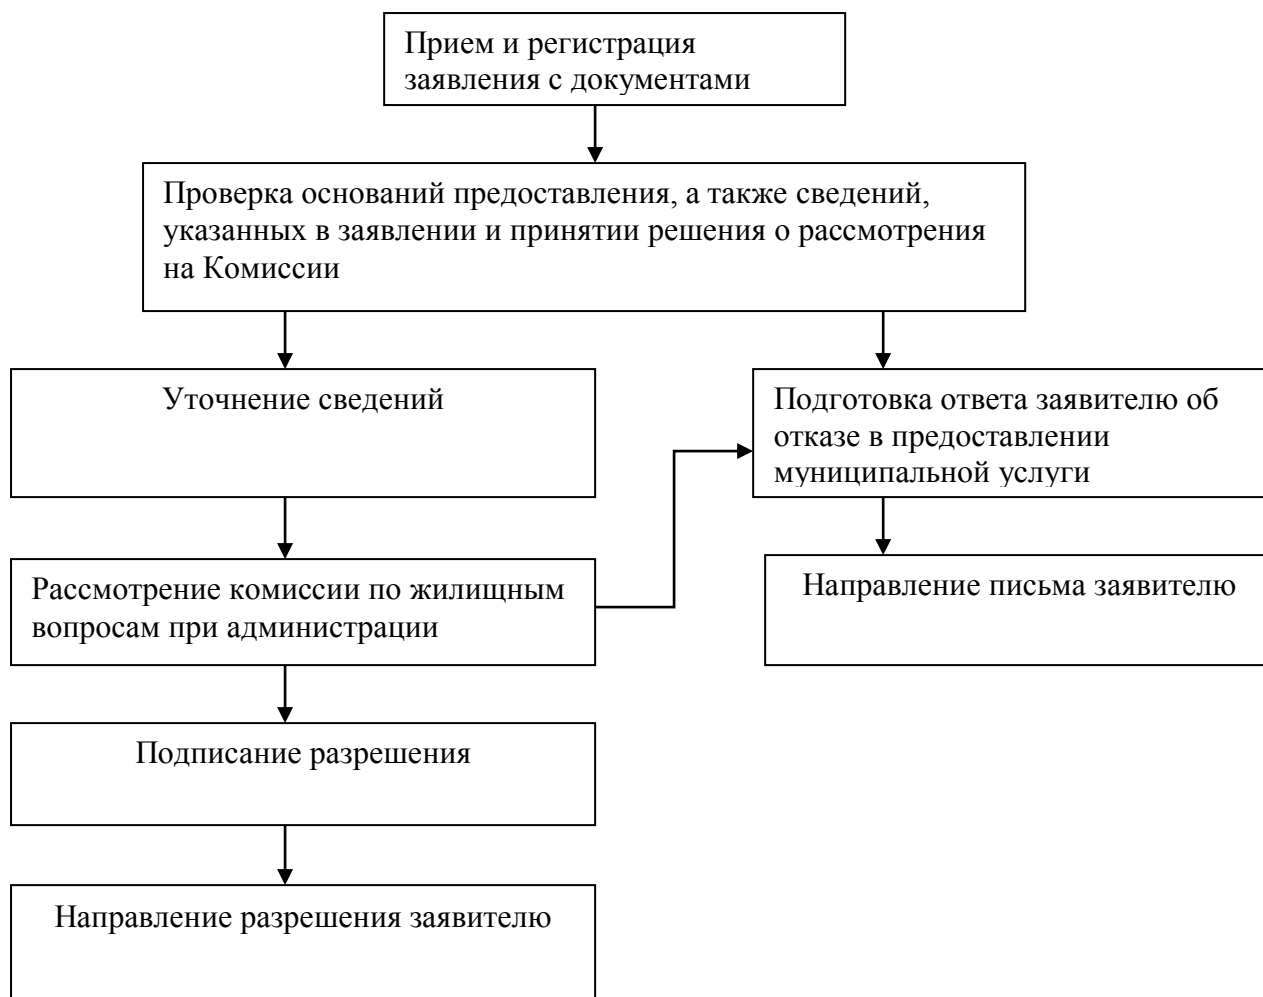 Прием и регистрация
заявления с документами
Проверка оснований предоставления, а также сведений,
указанных в заявлении и принятии решения о рассмотрения
на Комиссии
Уточнение сведений
Подготовка ответа заявителю об
отказе в предоставлении
муниципальной услуги
Рассмотрение комиссии по жилищным
вопросам при администрации
Направление письма заявителю
Подписание разрешения
Направление разрешения заявителю